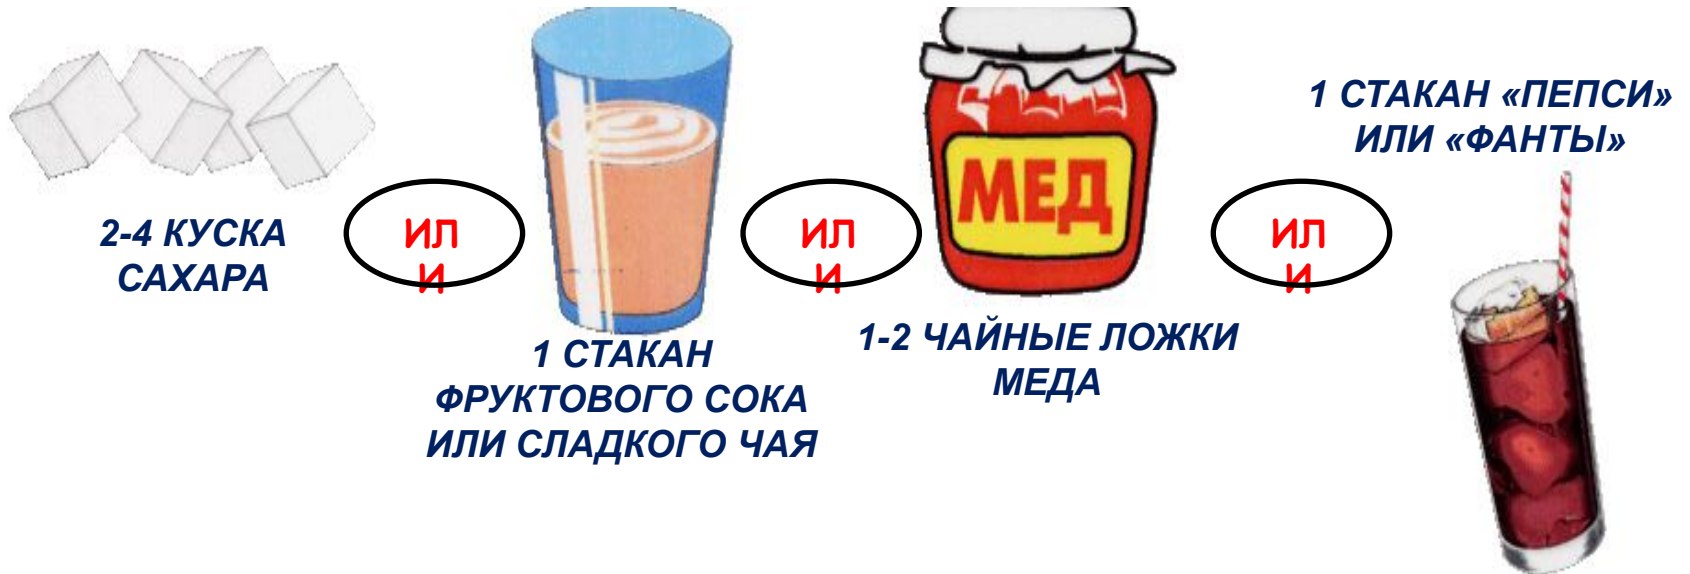 2-4 КУСКА
САХАРА
ИЛ
И
1 СТАКАН
ФРУКТОВОГО СОКА
ИЛИ СЛАДКОГО ЧАЯ
ИЛ
И
МЕД
1-2 ЧАЙНЫЕ ЛОЖКИ
МЕДА
ИЛ
И
1 СТАКАН «ПЕПСИ»
ИЛИ «ФАНТЫ»